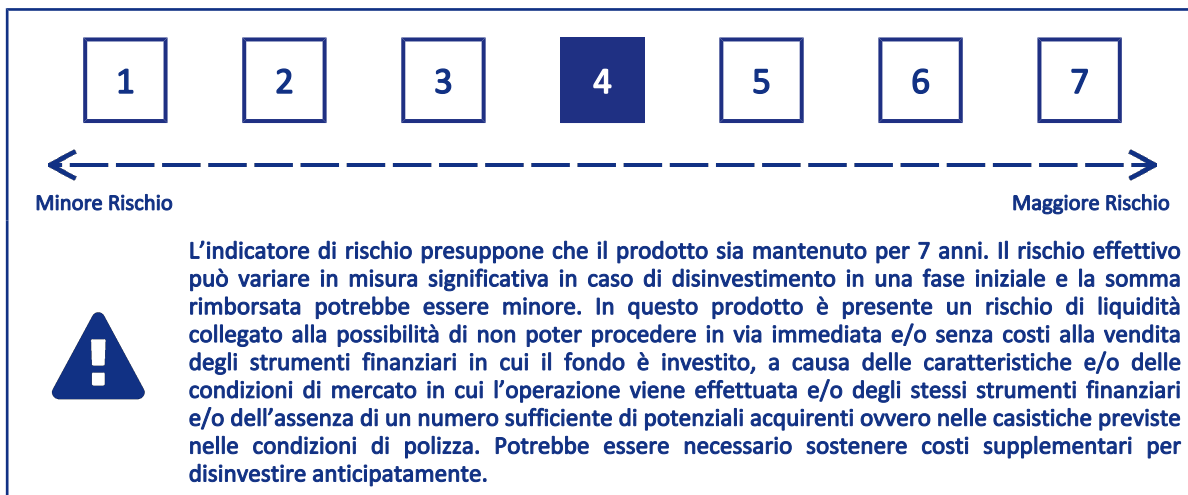 1 2 3 4 5 6 7
Minore Rischio Maggiore Rischio
L’indicatore di rischio presuppone che il prodotto sia mantenuto per 7 anni. Il rischio effettivo
può variare in misura significativa in caso di disinvestimento in una fase iniziale e la somma
rimborsata potrebbe essere minore. In questo prodotto è presente un rischio di liquidità
collegato alla possibilità di non poter procedere in via immediata e/o senza costi alla vendita
degli strumenti finanziari in cui il fondo è investito, a causa delle caratteristiche e/o delle
condizioni di mercato in cui l’operazione viene effettuata e/o degli stessi strumenti finanziari
e/o dell’assenza di un numero sufficiente di potenziali acquirenti ovvero nelle casistiche previste
nelle condizioni di polizza. Potrebbe essere necessario sostenere costi supplementari per
disinvestire anticipatamente.